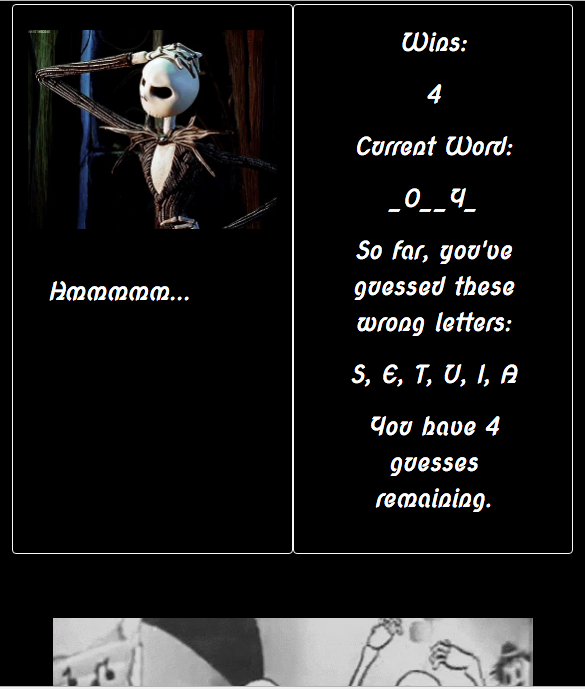 Hmmmmm...
Wins:
4
Current Word:
_O__Y_
So far, you've
guessed these
wrong letters:
S, E, T, U, I, A
You have 4
guesses
remaining.